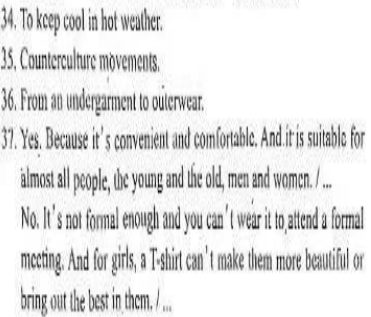 34. To keep cool in hot weather.
35. Counterculture movements.
36. From an undergarment to outerwear.
37. Yes. Because it's convenient and comfortable. And it is suitable for
almost all people, the young and the old, men and women. / ...
No. It's not formal enough and you can't wear it to attend a formal
meeting. And for girls, a T-shirt can't make them more beautiful or
bring out the best in them. / ...